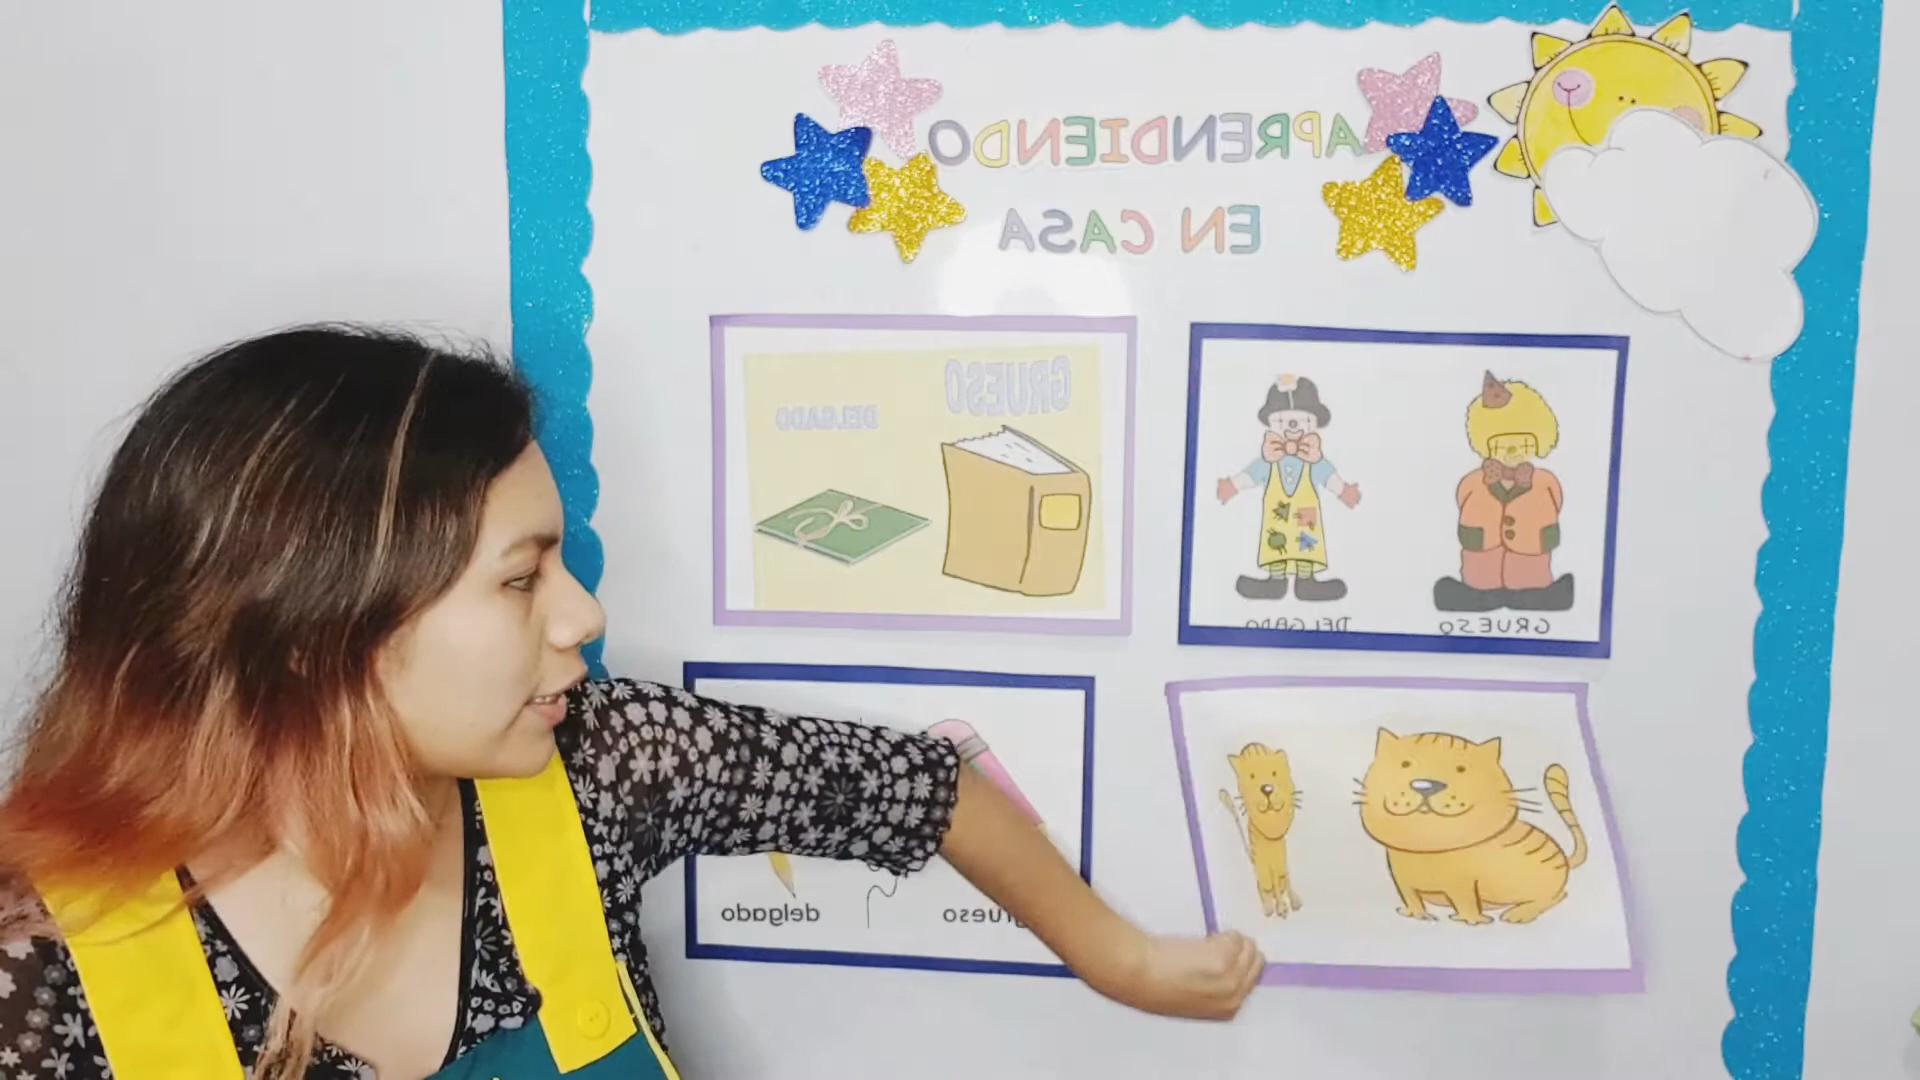 APRENDIENDO
EN CASA
GRUESO
DELGADO
DELGADO
GRUESO
delgado
grueso